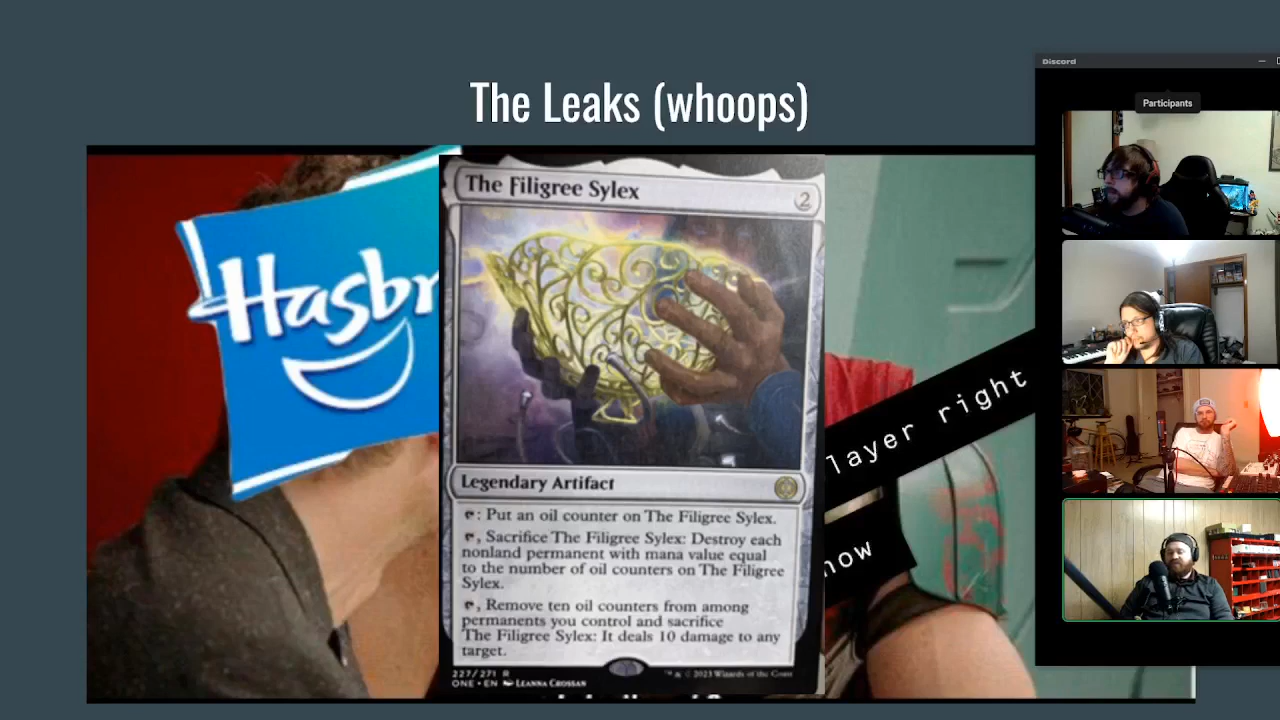 The Leaks (whoops)
Discord
Participants
Hasbr
The Filigree Sylex
2
Legendary Artifact
: Put an oil counter on The Filigree Sylex.
, Sacrifice The Filigree Sylex: Destroy each
nonland permanent with mana value equal
to the number of oil counters on The Filigree
Sylex.
, Remove ten oil counters from among
permanents you control and sacrifice
The Filigree Sylex: It deals 10 damage to any
target.
227/271 R
ONE • EN LEANNA CROSSAN
™ & © 2023 Wizards of the Coast
layer right
now